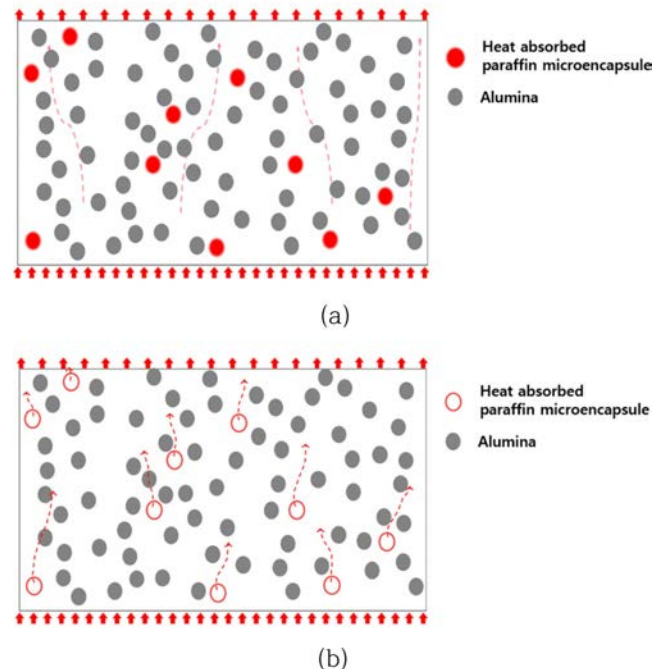 Heat absorbed
paraffin microencapsule
Alumina
(a)
Heat absorbed
paraffin microencapsule
Alumina
(b)